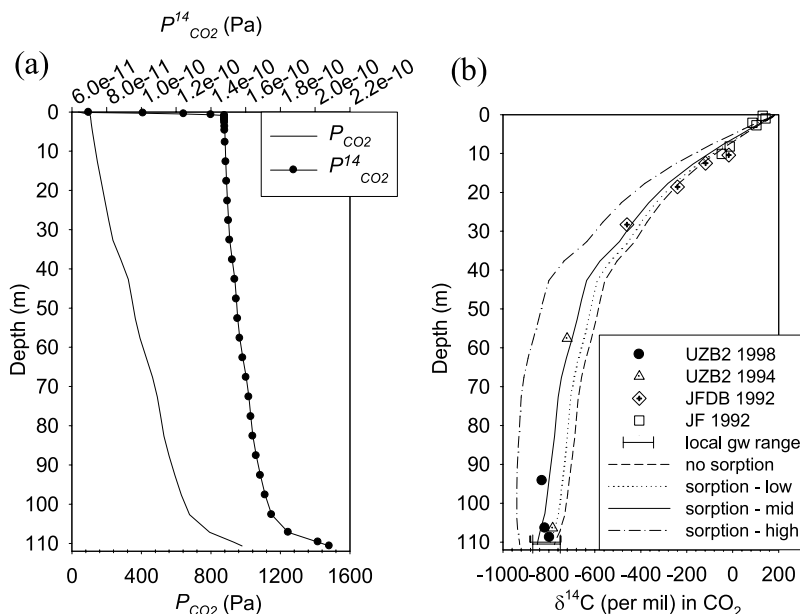 P14CO2 (Pa)
(a)
6.0e-11 8.0e-11 1.0e-10 1.2e-10 1.4e-10 1.6e-10 1.8e-10 2.0e-10 2.2e-10
0
10
20
30
40
50
60
70
80
90
100
110
Depth (m)
PCO2
P14CO2
0 400 800 1200 1600
PCO2 (Pa)
(b)
0
10
20
30
40
50
60
70
80
90
100
110
Depth (m)
UZB2 1998
UZB2 1994
JFDB 1992
JF 1992
local gw range
no sorption
sorption - low
sorption - mid
sorption - high
-1000 -800 -600 -400 -200 0 200
δ14C (per mil) in CO2